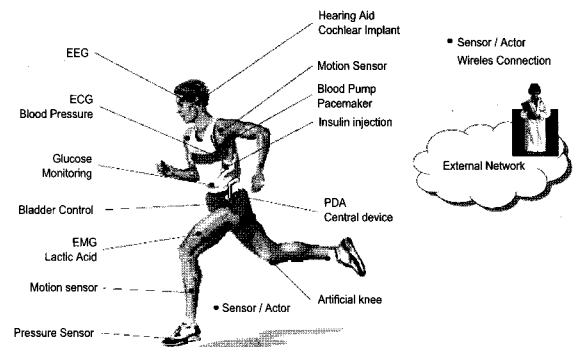 Hearing Aid
Cochlear Implant
EEG
Sensor / Actor
Wireles Connection
Motion Sensor
ECG
Blood Pressure
Blood Pump
Pacemaker
Insulin injection
Glucose
Monitoring
External Network
Bladder Control
PDA
Central device
EMG
Lactic Acid
Motion sensor
Sensor / Actor
Artificial knee
Pressure Sensor